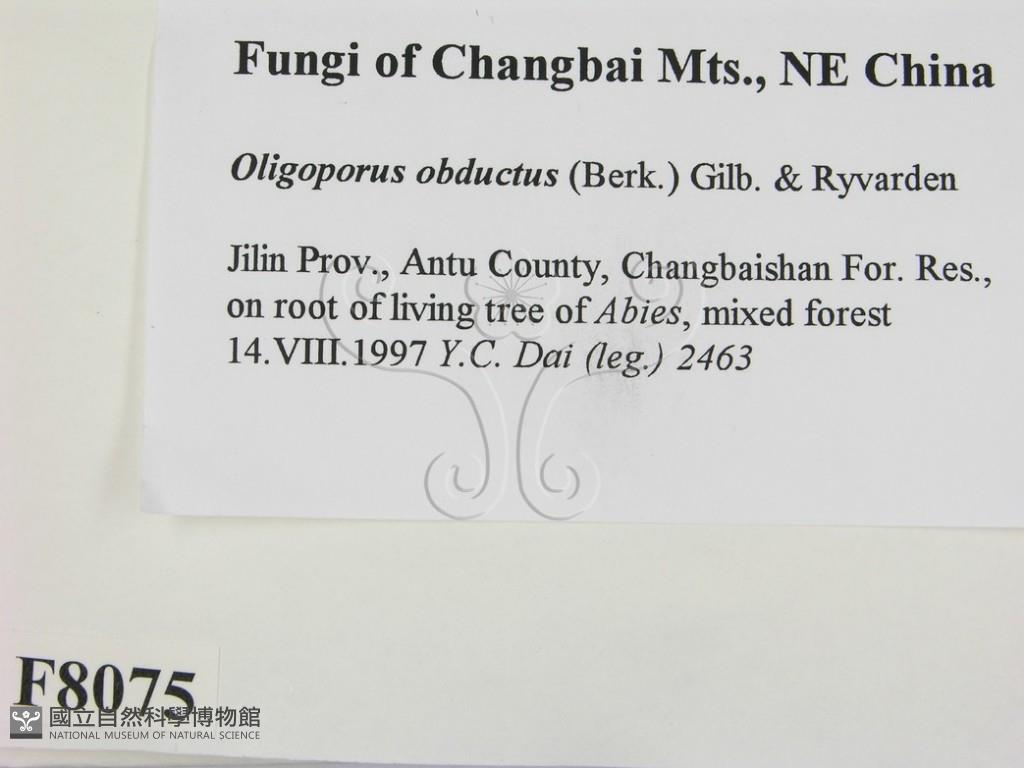 Fungi of Changbai Mts., NE China
Oligoporus obductus (Berk.) Gilb. & Ryvarden
Jilin Prov., Antu County, Changbaishan For. Res.,
on root of living tree of Abies, mixed forest
14.VIII.1997 Y.C. Dai (leg.) 2463
F8075
國立自然科學博物館
NATIONAL MUSEUM OF NATURAL SCIENCE